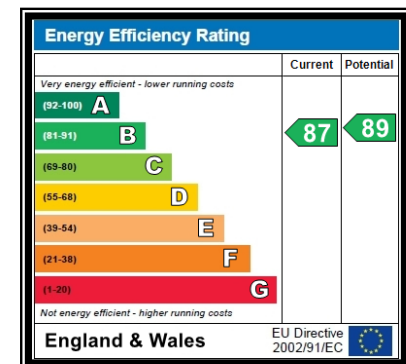 Energy Efficiency Rating
Current Potential
Very energy efficient - lower running costs
(92-100) A
(81-91) B
87 89
(69-80) C
(55-68) D
(39-54) E
(21-38) F
(1-20) G
Not energy efficient - higher running costs
England & Wales
EU Directive
2002/91/EC